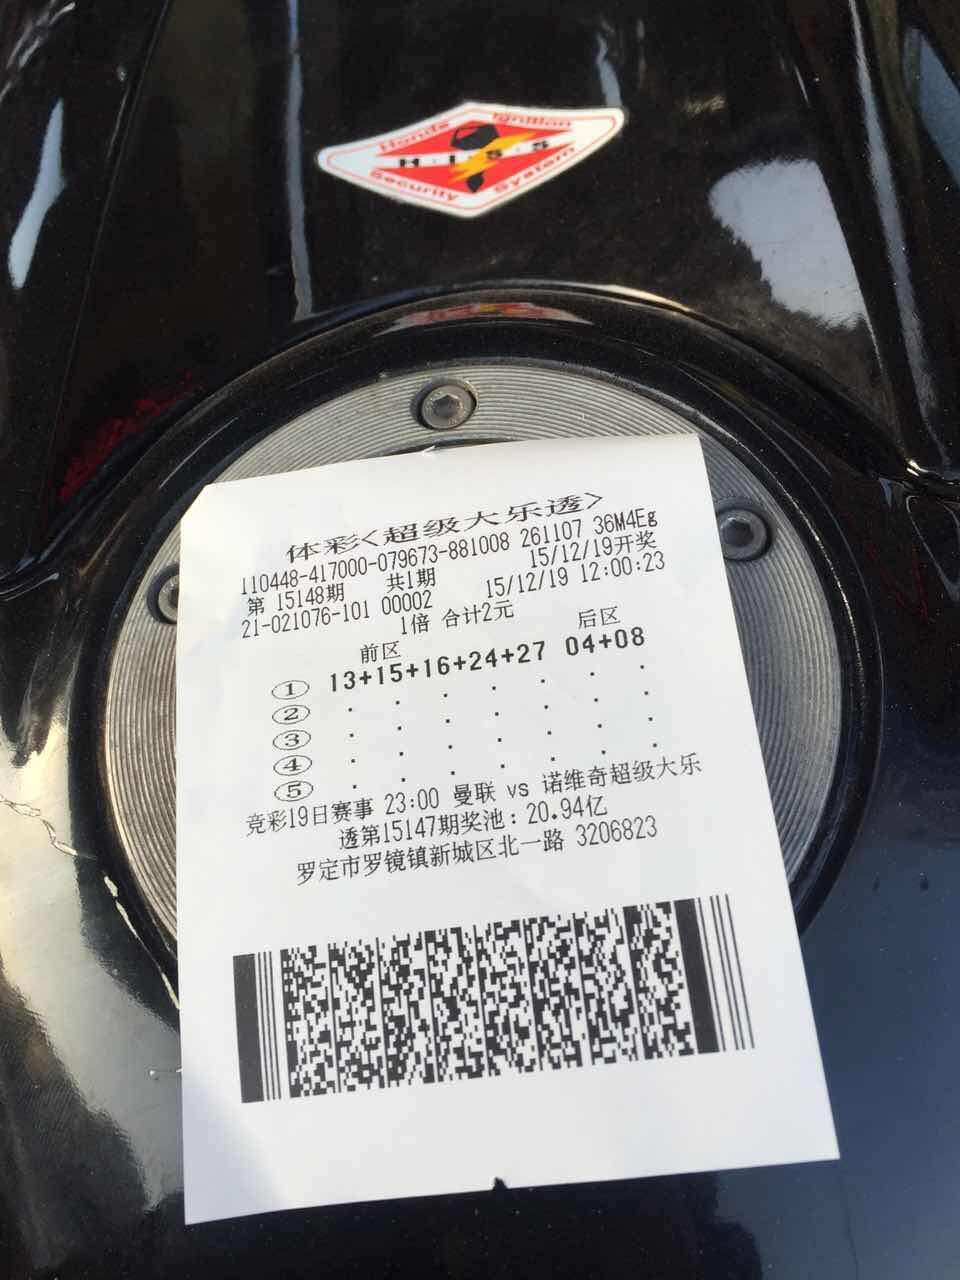 Honda Ignition
H·I·S·S
Security System
体彩<超级大乐透>
110448-417000-079673-881008 261107 36M4Eg
第 15148期 共1期 15/12/19开奖
21-021076-101 00002 15/12/19 12:00:23
1倍 合计2元
前区 后区
① 13+15+16+24+27 04+08
②
③
④
⑤
竞彩19日赛事 23:00 曼联 vs 诺维奇超级大乐
透第15147期奖池:20.94亿
罗定市罗镜镇新城区北一路 3206823